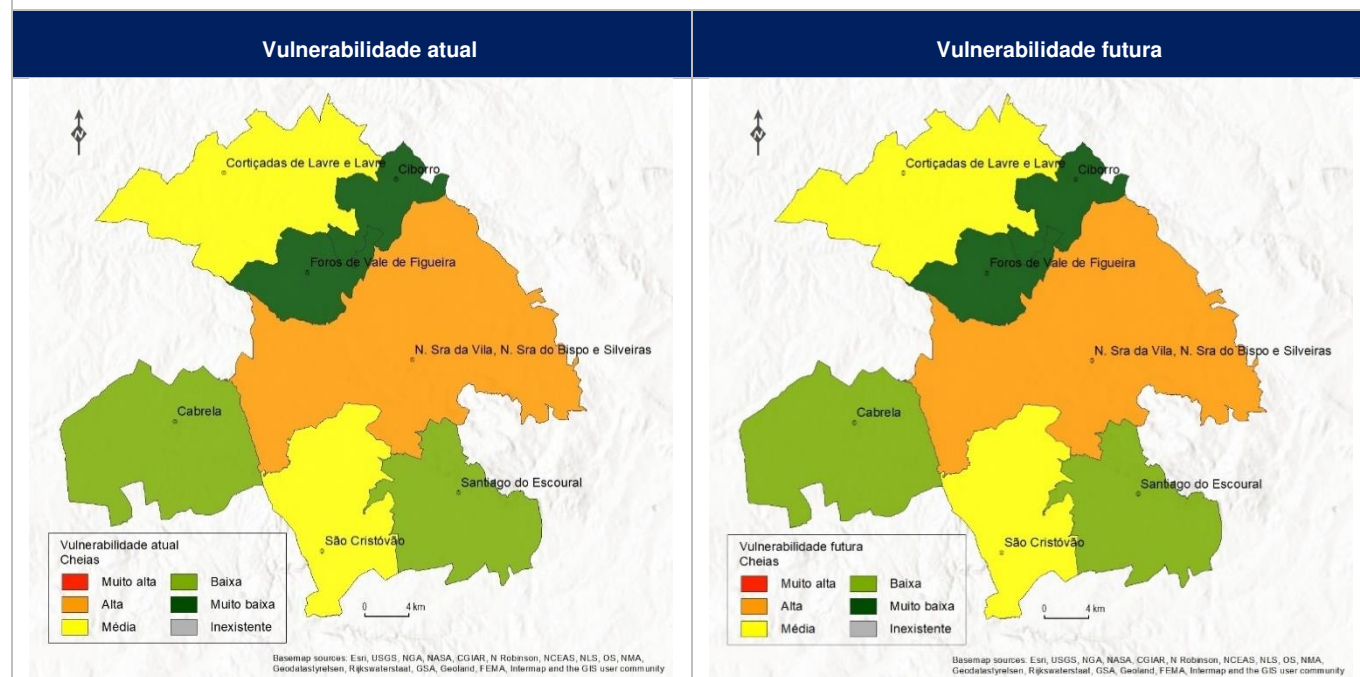 Vulnerabilidade atual
Vulnerabilidade futura
N
Cortiçadas de Lavre e Lavre
Ciborro
Foros de Vale de Figueira
N. Sra da Vila, N. Sra do Bispo e Silveiras
Cabrela
Santiago do Escoural
São Cristóvão
Vulnerabilidade atual
Cheias
Muito alta
Baixa
Alta
Muito baixa
Média
Inexistente
0 4 km
Basemap sources: Esri, USGS, NGA, NASA, CGIAR, N Robinson, NCEAS, NLS, OS, NMA,
Geodatastyrelsen, Rijkswaterstaat, GSA, Geoland, FEMA, Intermap and the GIS user community
N
Cortiçadas de Lavre e Lavre
Ciborro
Foros de Vale de Figueira
N. Sra da Vila, N. Sra do Bispo e Silveiras
Cabrela
Santiago do Escoural
São Cristóvão
Vulnerabilidade futura
Cheias
Muito alta
Baixa
Alta
Muito baixa
Média
Inexistente
0 4 km
Basemap sources: Esri, USGS, NGA, NASA, CGIAR, N Robinson, NCEAS, NLS, OS, NMA,
Geodatastyrelsen, Rijkswaterstaat, GSA, Geoland, FEMA, Intermap and the GIS user community